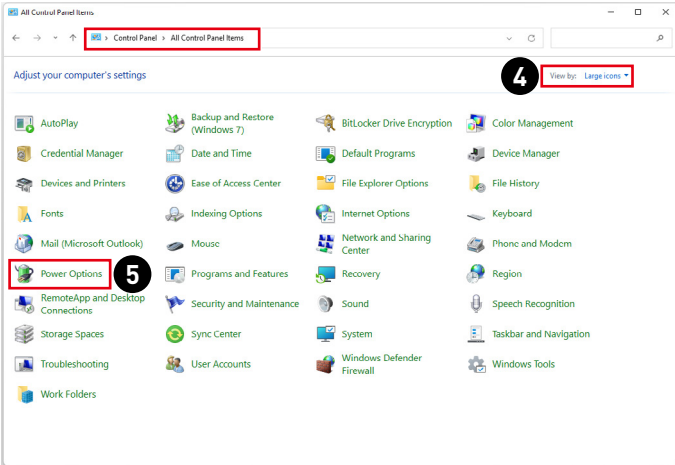 All Control Panel Items
Control Panel > All Control Panel Items
Adjust your computer's settings
4
View by: Large icons
AutoPlay
Backup and Restore
(Windows 7)
BitLocker Drive Encryption
Color Management
Credential Manager
Date and Time
Default Programs
Device Manager
Devices and Printers
Ease of Access Center
File Explorer Options
File History
Fonts
Indexing Options
Internet Options
Keyboard
Mail (Microsoft Outlook)
Mouse
Network and Sharing
Center
Phone and Modem
Power Options
5
Programs and Features
Recovery
Region
RemoteApp and Desktop
Connections
Security and Maintenance
Sound
Speech Recognition
Storage Spaces
Sync Center
System
Taskbar and Navigation
Troubleshooting
User Accounts
Windows Defender
Firewall
Windows Tools
Work Folders